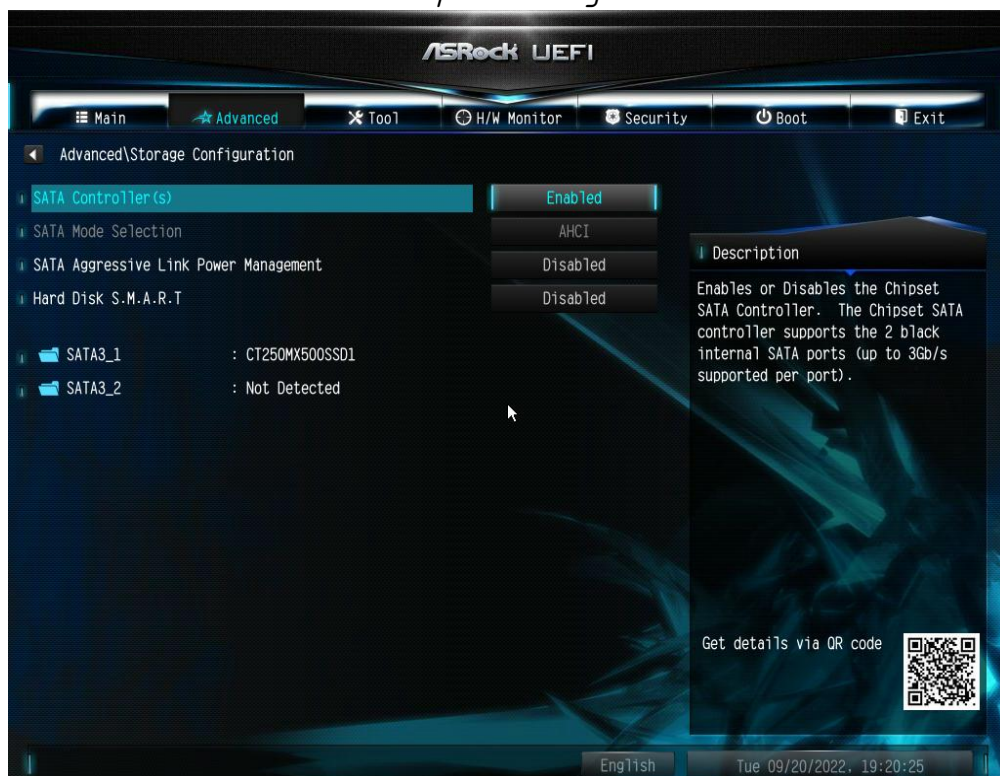 ASRock UEFI
Main Advanced Tool H/W Monitor Security Boot Exit
Advanced\Storage Configuration
SATA Controller(s) Enabled
SATA Mode Selection AHCI
SATA Aggressive Link Power Management Disabled
Hard Disk S.M.A.R.T Disabled
SATA3_1 : CT250MX500SSD1
SATA3_2 : Not Detected
Description
Enables or Disables the Chipset
SATA Controller. The Chipset SATA
controller supports the 2 black
internal SATA ports (up to 3Gb/s
supported per port).
Get details via QR code
English Tue 09/20/2022. 19:20:25